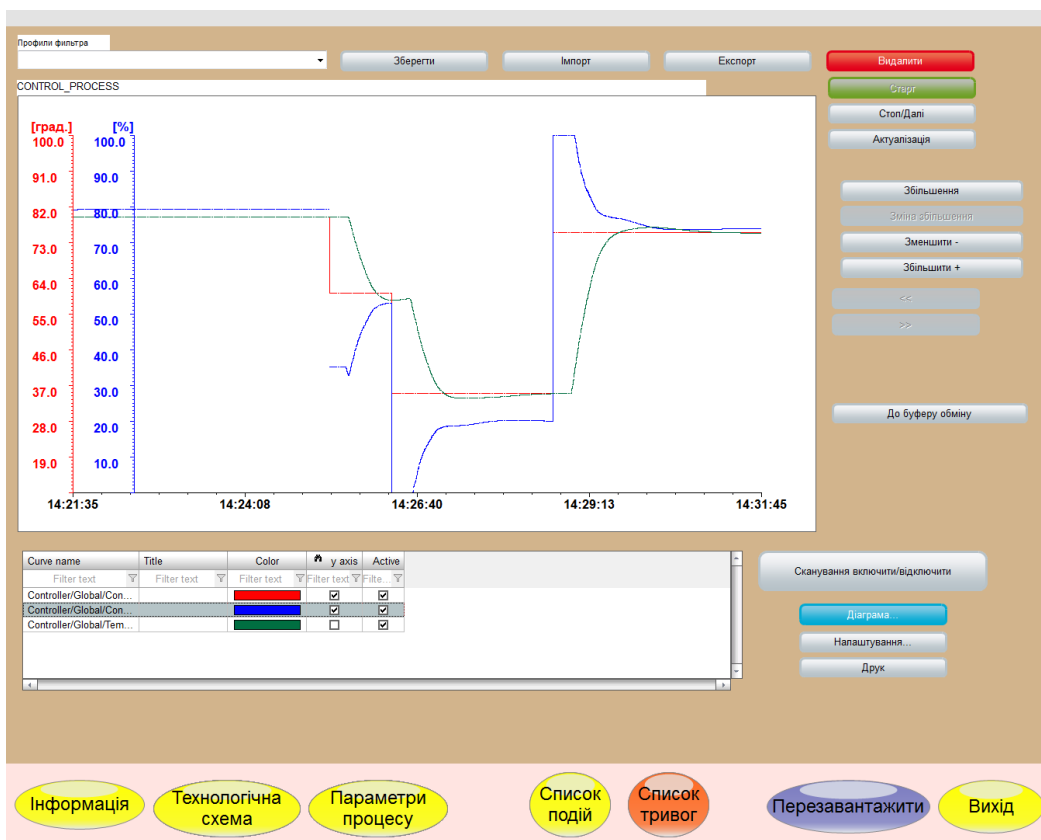 Профили фильтра
Зберегти
Імпорт
Експорт
Видалити
CONTROL_PROCESS
Старт
Стоп/Далі
Актуалізація
[град.]
[%]
100.0
100.0
91.0
90.0
82.0
80.0
73.0
70.0
64.0
60.0
55.0
50.0
46.0
40.0
37.0
30.0
28.0
20.0
19.0
10.0
14:21:35
14:24:08
14:26:40
14:29:13
14:31:45
Збільшення
Зміна збільшення
Зменшити -
Збільшити +
<<
>>
До буферу обміну
Curve name Title Color y axis Active
Filter text Filter text Filter text Filter text Filte...
Controller/Global/Con...
Controller/Global/Con...
Controller/Global/Tem...
Сканування включити/відключити
Діаграма...
Налаштування...
Друк
Інформація
Технологічна
схема
Параметри
процесу
Список
подій
Список
тривог
Перезавантажити
Вихід